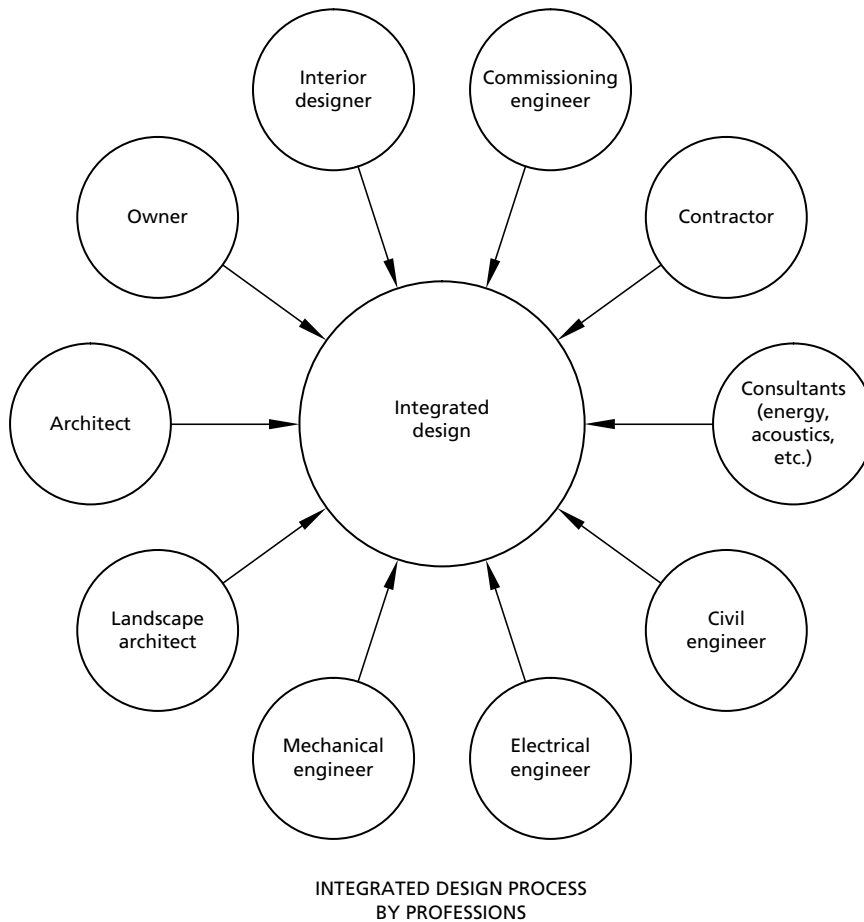 Interior
designer
Commissioning
engineer
Owner
Contractor
Architect
Integrated
design
Consultants
(energy,
acoustics,
etc.)
Landscape
architect
Civil
engineer
Mechanical
engineer
Electrical
engineer
INTEGRATED DESIGN PROCESS
BY PROFESSIONS